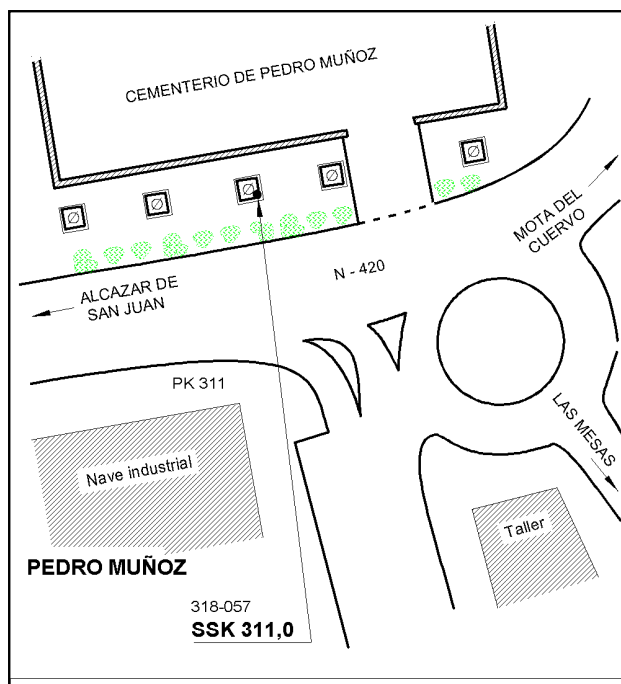 CEMENTERIO DE PEDRO MUÑOZ
MOTA DEL
CUERVO
N - 420
ALCAZAR DE
SAN JUAN
PK 311
LAS MESAS
Nave industrial
Taller
PEDRO MUÑOZ
318-057
SSK 311,0